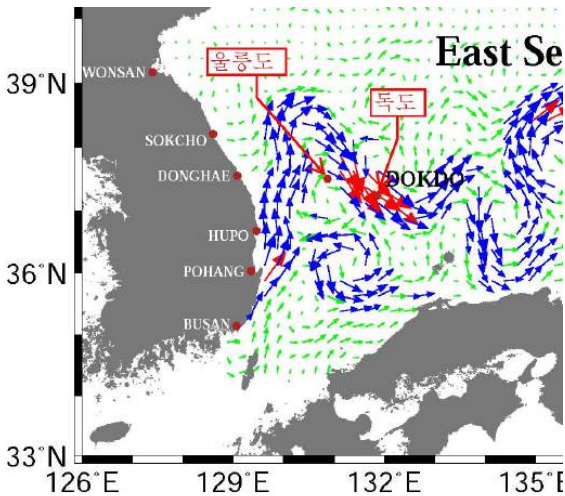 East Se
울릉도
39°N
WONSAN
독도
SOKCHO
DONGHAE
DOKDO
HUPO
36°N
POHANG
BUSAN
33°N
126°E
129°E
132°E
135°E